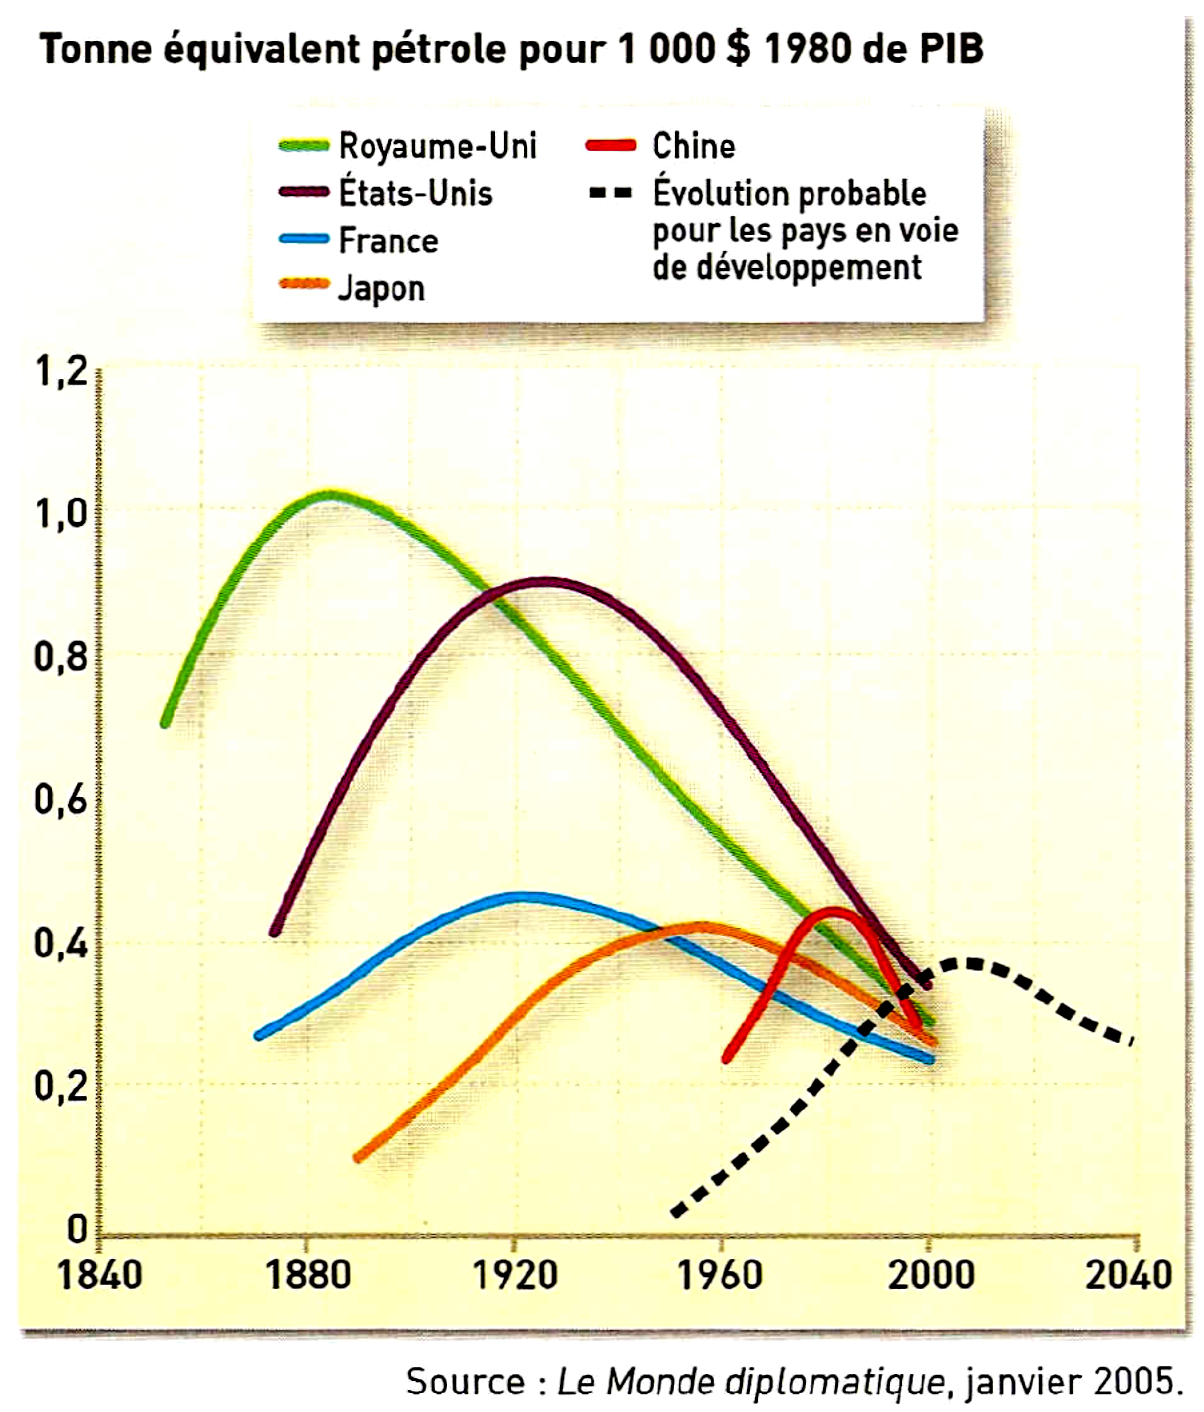 Tonne équivalent pétrole pour 1 000 $ 1980 de PIB
Royaume-Uni
États-Unis
France
Japon
Chine
Évolution probable
pour les pays en voie
de développement
1,2
1,0
0,8
0,6
0,4
0,2
0
1840 1880 1920 1960 2000 2040
Source : Le Monde diplomatique, janvier 2005.